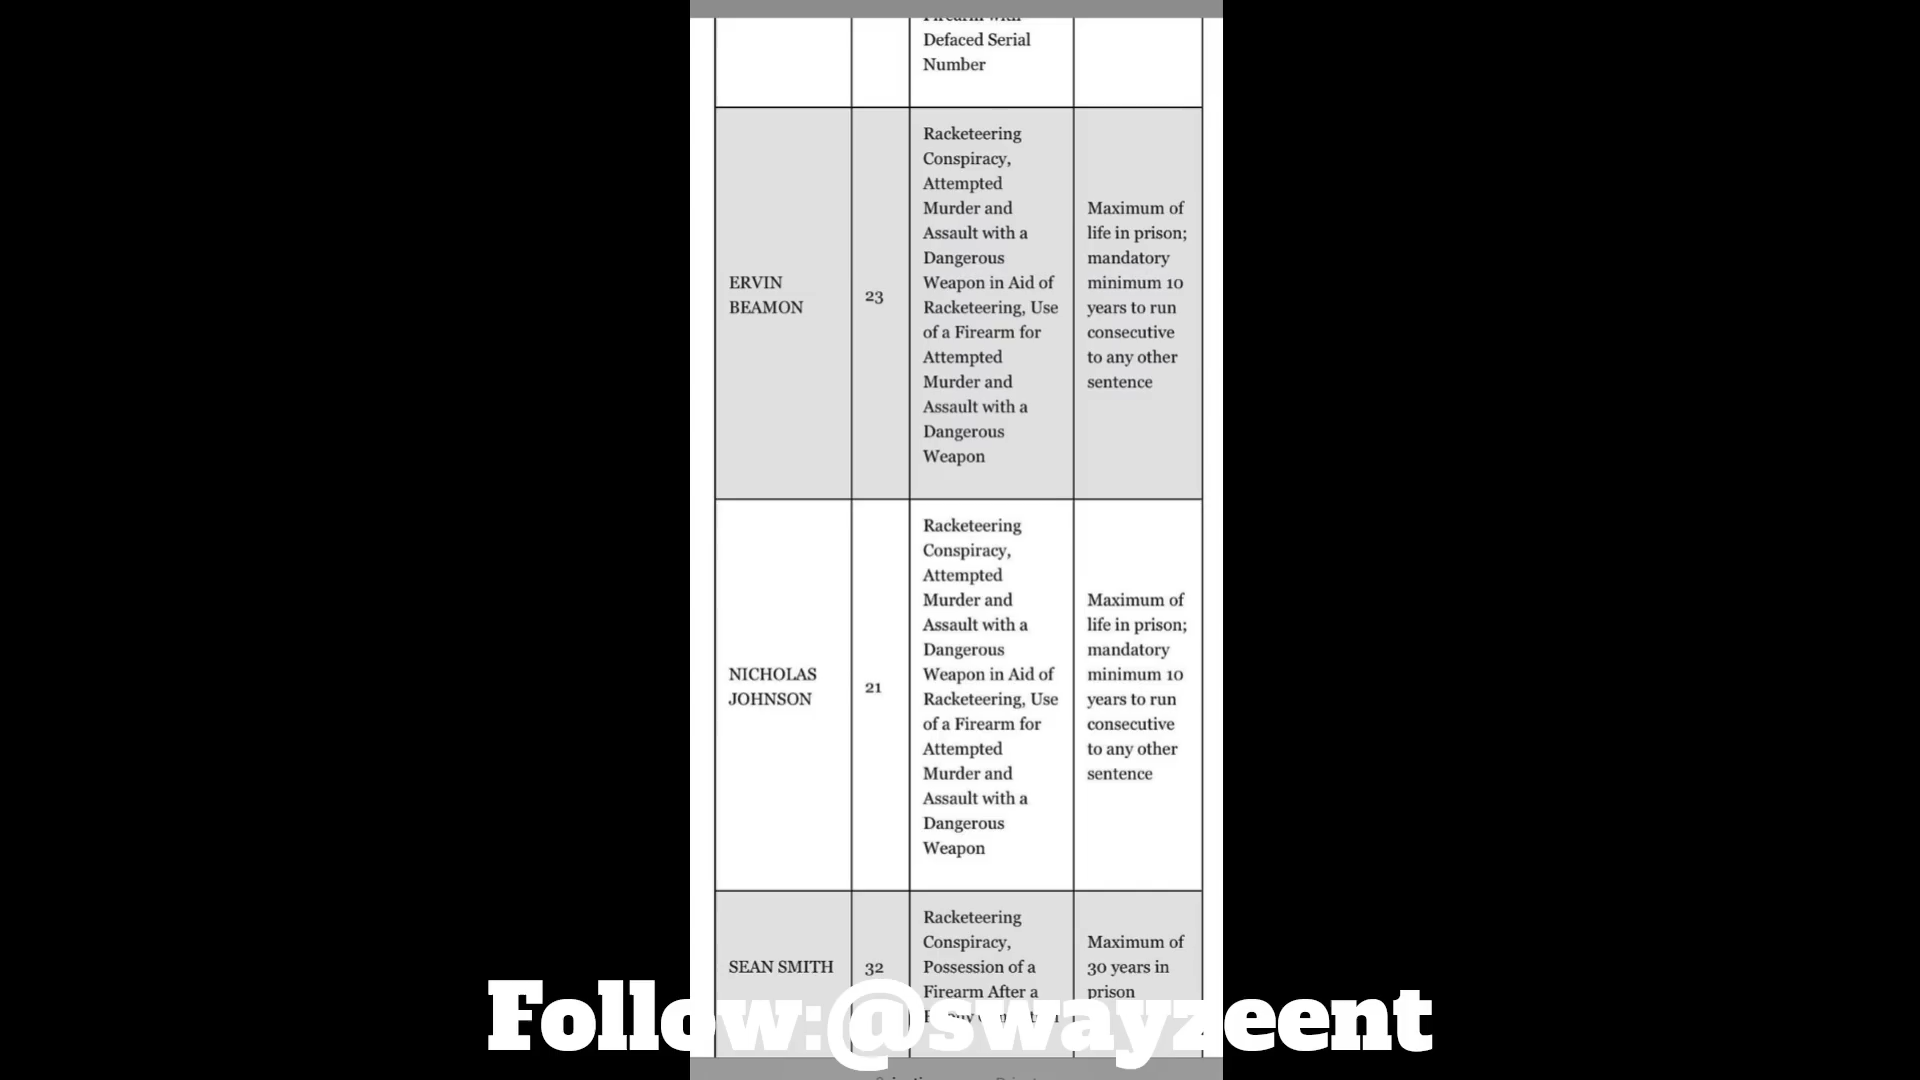 Defaced Serial
Number
ERVIN
BEAMON
23
Racketeering
Conspiracy,
Attempted
Murder and
Assault with a
Dangerous
Weapon in Aid of
Racketeering, Use
of a Firearm for
Attempted
Murder and
Assault with a
Dangerous
Weapon
Maximum of
life in prison;
mandatory
minimum 10
years to run
consecutive
to any other
sentence
NICHOLAS
JOHNSON
21
Racketeering
Conspiracy,
Attempted
Murder and
Assault with a
Dangerous
Weapon in Aid of
Racketeering, Use
of a Firearm for
Attempted
Murder and
Assault with a
Dangerous
Weapon
Maximum of
life in prison;
mandatory
minimum 10
years to run
consecutive
to any other
sentence
SEAN SMITH
32
Racketeering
Conspiracy,
Possession of a
Firearm After a
Maximum of
30 years in
prison
Follow:@swayzeent